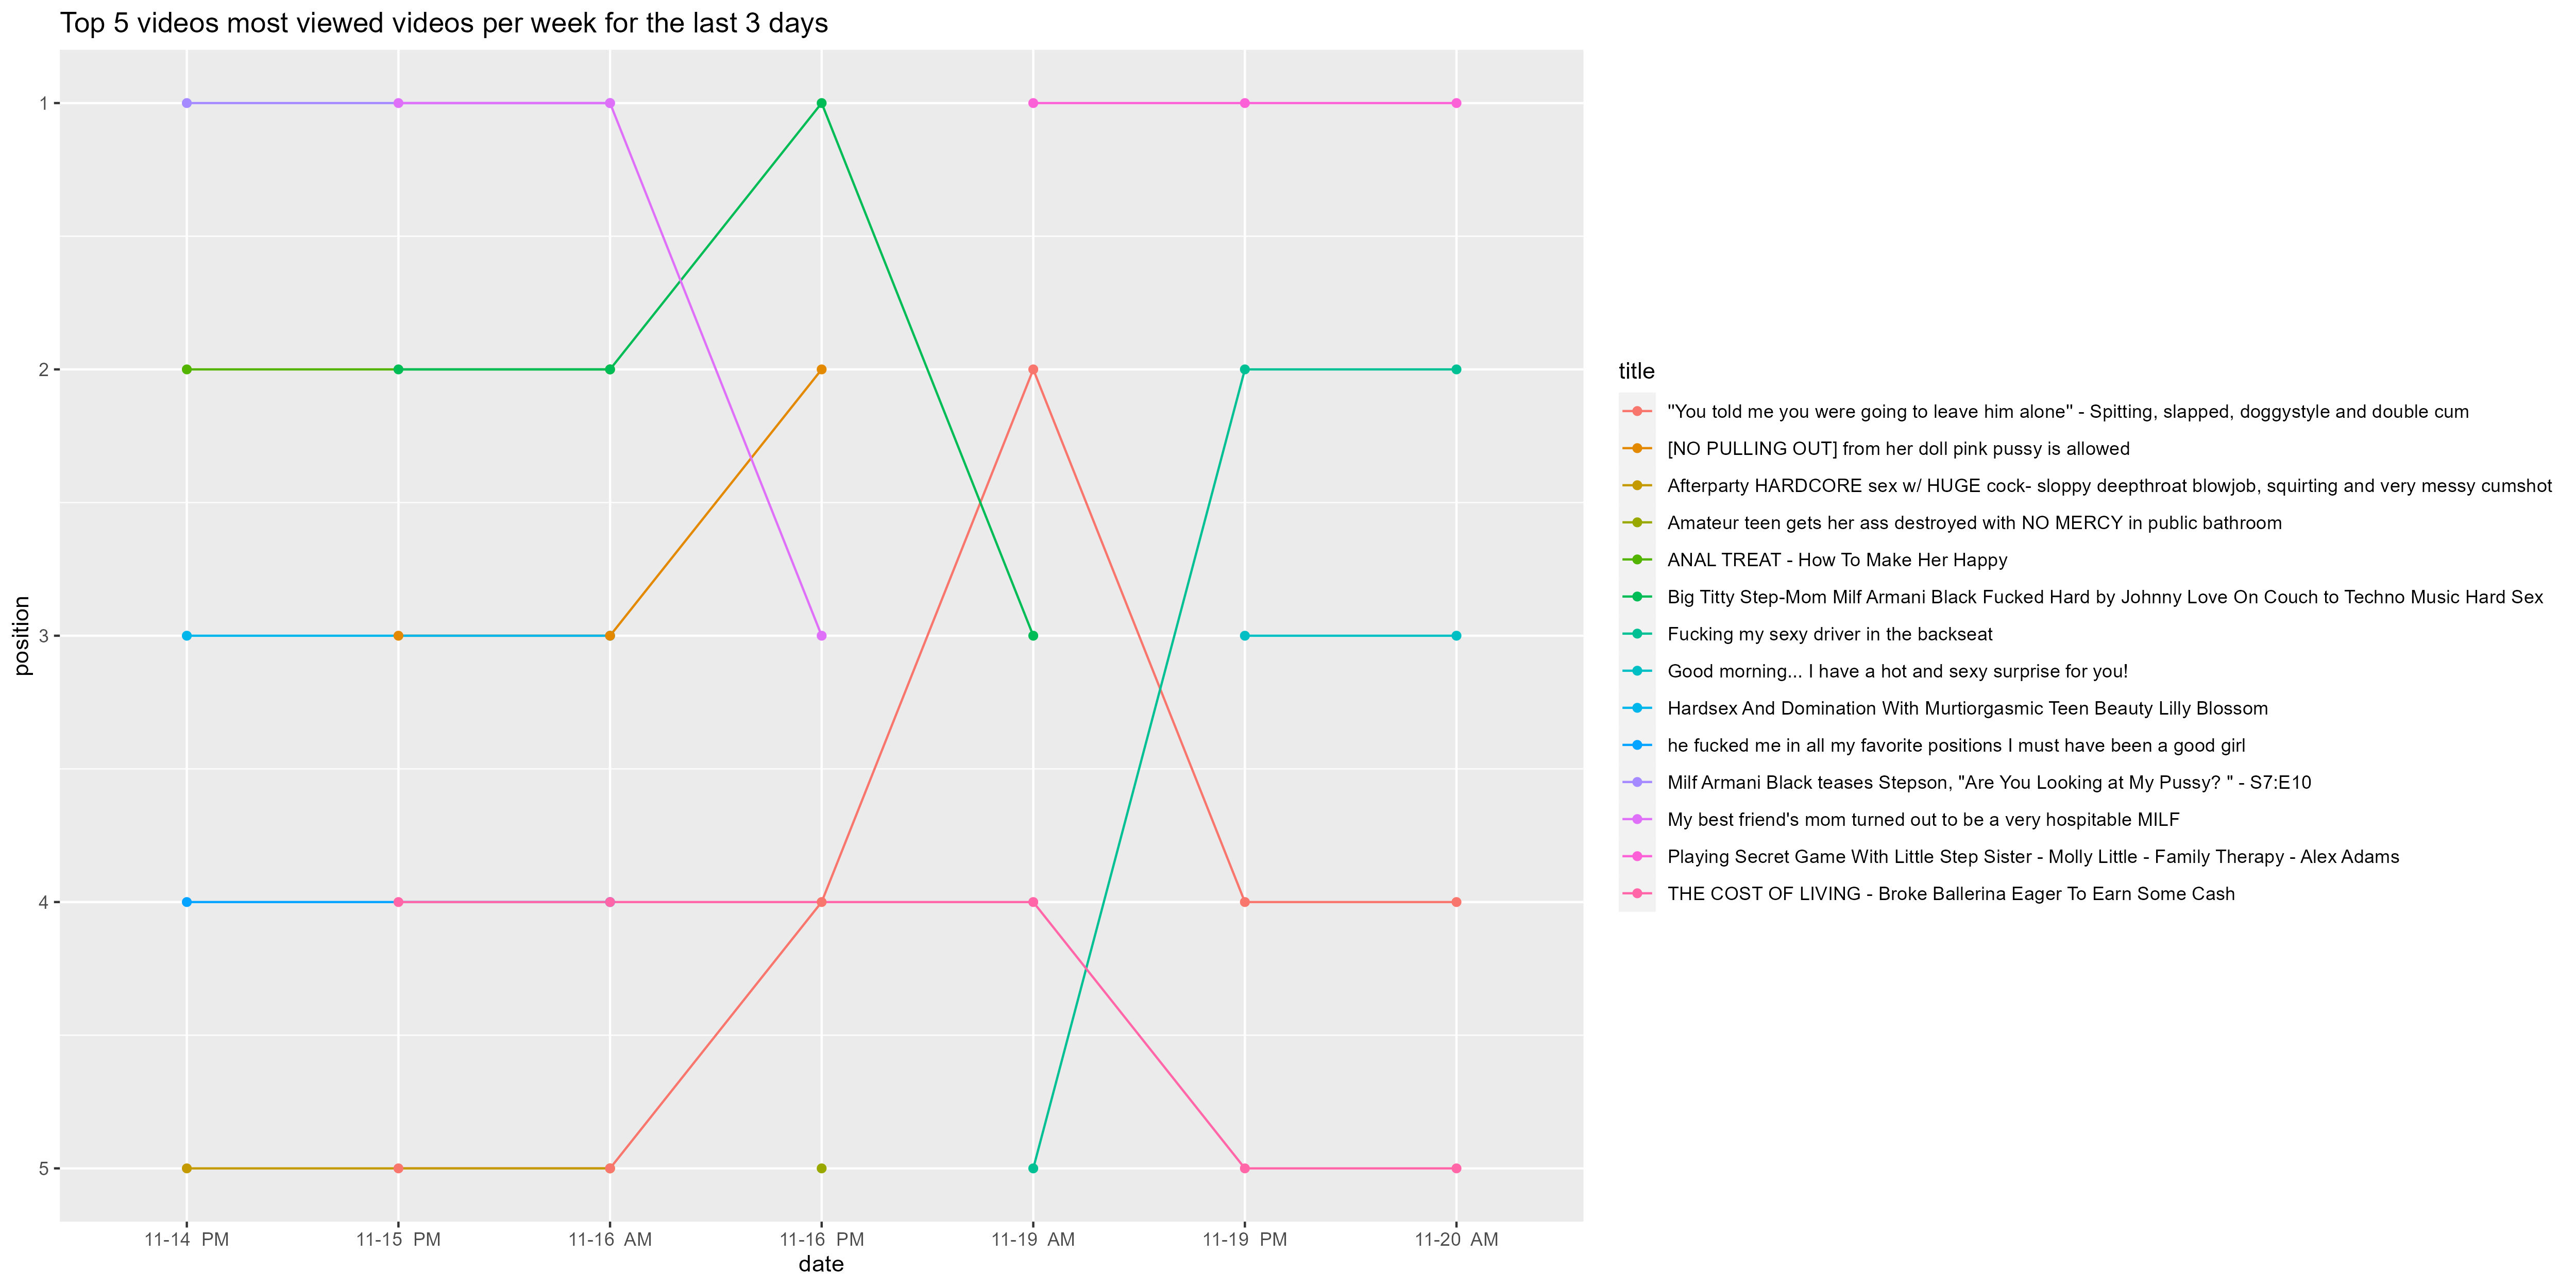 Top 5 videos most viewed videos per week for the last 3 days
1
2
3
4
5
position
11-14  PM
11-15  PM
11-16  AM
11-16  PM
11-19  AM
11-19  PM
11-20  AM
date
title
"You told me you were going to leave him alone" - Spitting, slapped, doggystyle and double cum
[NO PULLING OUT] from her doll pink pussy is allowed
Afterparty HARDCORE sex w/ HUGE cock- sloppy deepthroat blowjob, squirting and very messy cumshot
Amateur teen gets her ass destroyed with NO MERCY in public bathroom
ANAL TREAT - How To Make Her Happy
Big Titty Step-Mom Milf Armani Black Fucked Hard by Johnny Love On Couch to Techno Music Hard Sex
Fucking my sexy driver in the backseat
Good morning... I have a hot and sexy surprise for you!
Hardsex And Domination With Murtiorgasmic Teen Beauty Lilly Blossom
he fucked me in all my favorite positions I must have been a good girl
Milf Armani Black teases Stepson, "Are You Looking at My Pussy? " - S7:E10
My best friend's mom turned out to be a very hospitable MILF
Playing Secret Game With Little Step Sister - Molly Little - Family Therapy - Alex Adams
THE COST OF LIVING - Broke Ballerina Eager To Earn Some Cash